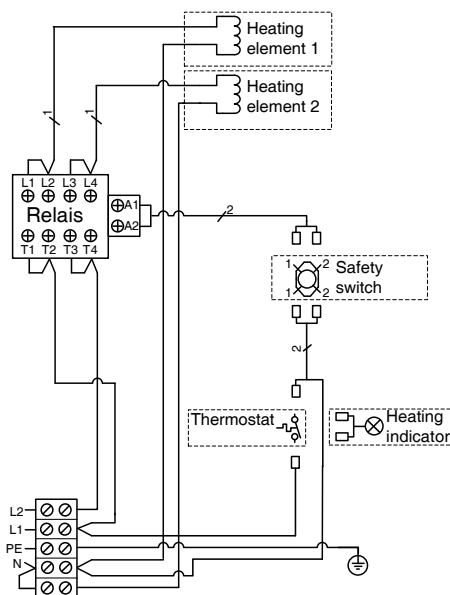 Heating
element 1
Heating
element 2
1
1
L1 L2 L3 L4
Relais
A1
A2
T1 T2 T3 T4
2
1 2
1 2
Safety
switch
2
Thermostat
Heating
indicator
L2
L1
PE
N